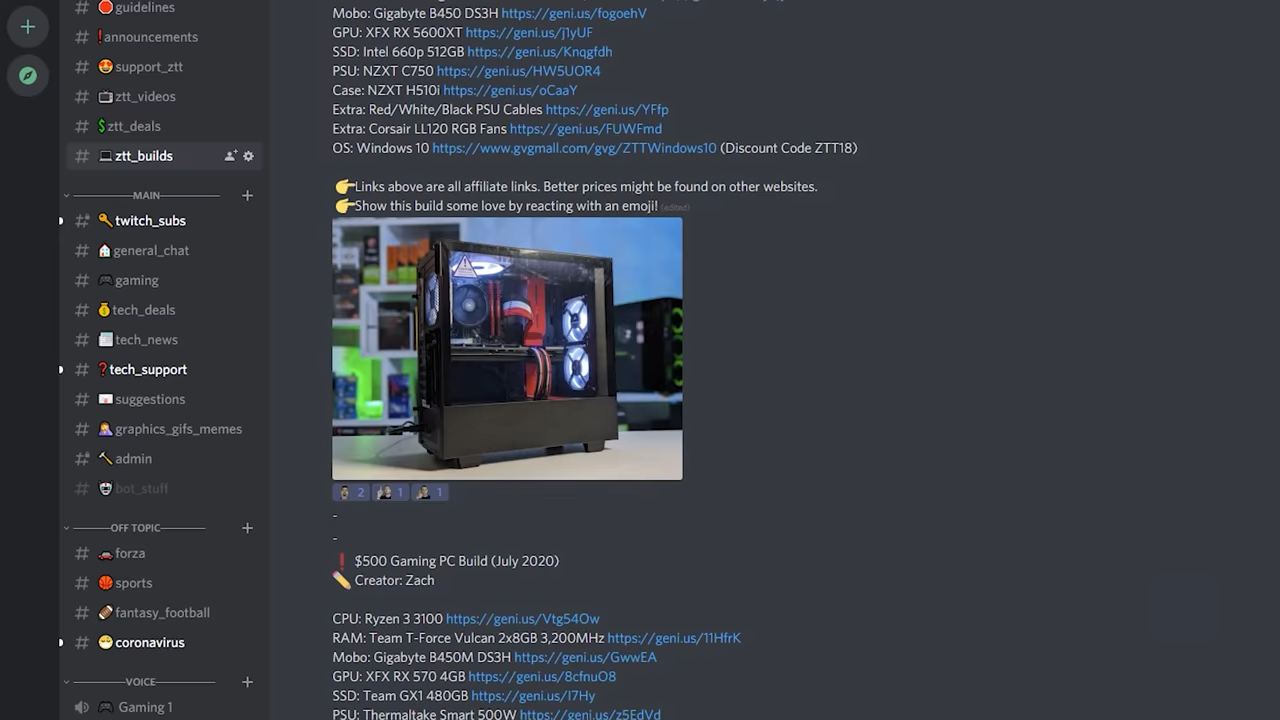 guidelines
announcements
support_ztt
ztt_videos
ztt_deals
ztt_builds
MAIN
twitch_subs
general_chat
gaming
tech_deals
tech_news
tech_support
suggestions
graphics_gifs_memes
admin
bot_stuff
OFF TOPIC
forza
sports
fantasy_football
coronavirus
VOICE
Gaming 1
Mobo: Gigabyte B450 DS3H https://geni.us/fogoehV
GPU: XFX RX 5600XT https://geni.us/j1yUF
SSD: Intel 660p 512GB https://geni.us/Knqgfdh
PSU: NZXT C750 https://geni.us/HW5UOR4
Case: NZXT H510i https://geni.us/oCaaY
Extra: Red/White/Black PSU Cables https://geni.us/YFfp
Extra: Corsair LL120 RGB Fans https://geni.us/FUWFmd
OS: Windows 10 https://www.gvgmall.com/gvg/ZTTWindows10 (Discount Code ZTT18)
Links above are all affiliate links. Better prices might be found on other websites.
Show this build some love by reacting with an emoji! (edited)
2 1 1
-
-
$500 Gaming PC Build (July 2020)
Creator: Zach
CPU: Ryzen 3 3100 https://geni.us/Vtg54Ow
RAM: Team T-Force Vulcan 2x8GB 3,200MHz https://geni.us/11HfrK
Mobo: Gigabyte B450M DS3H https://geni.us/GwwEA
GPU: XFX RX 570 4GB https://geni.us/8cfnuO8
SSD: Team GX1 480GB https://geni.us/I7Hy
PSU: Thermaltake Smart 500W https://geni.us/z5EdVd